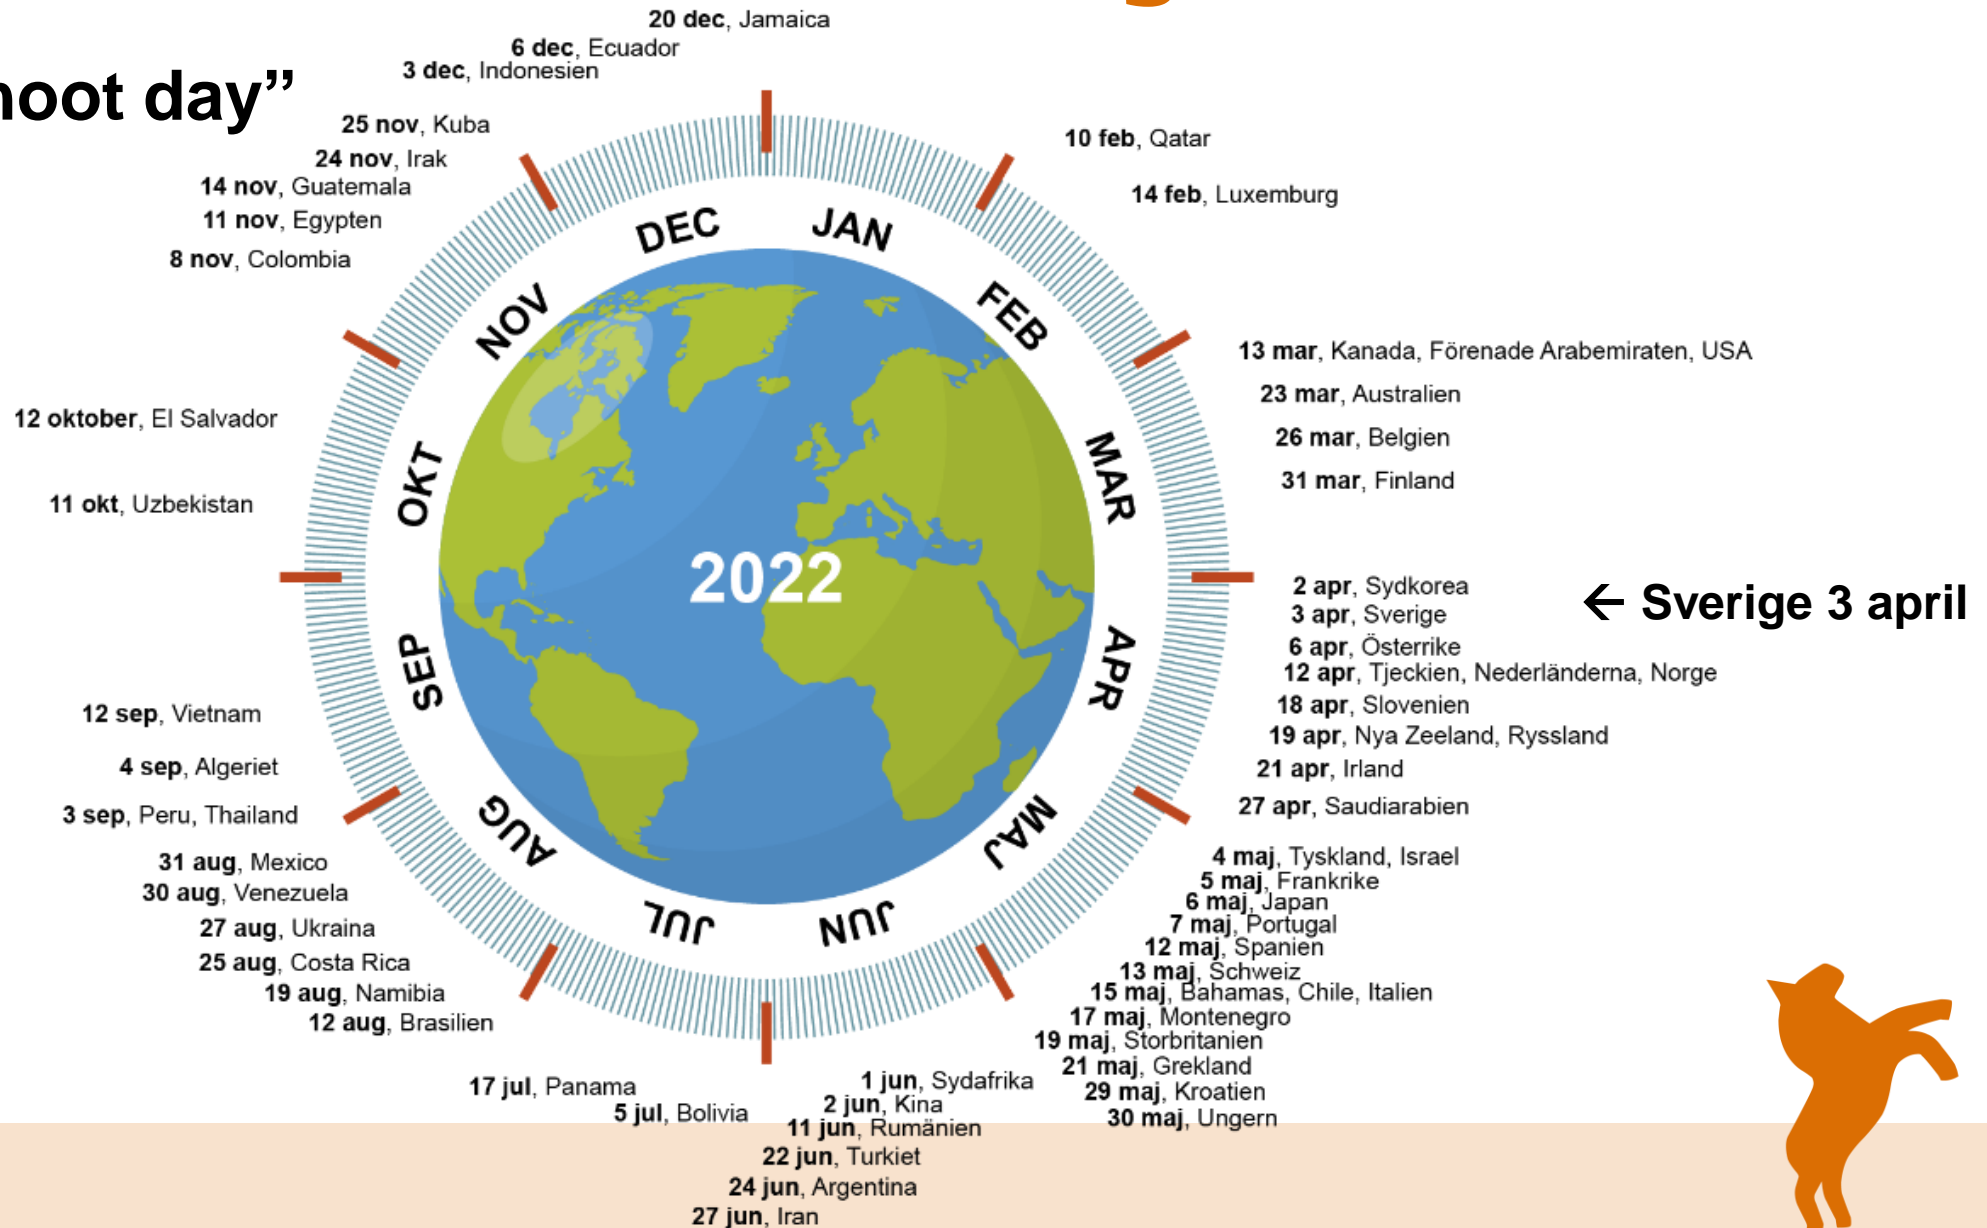 hoot day”
20 dec, Jamaica
6 dec, Ecuador
3 dec, Indonesien
25 nov, Kuba
24 nov, Irak
14 nov, Guatemala
11 nov, Egypten
8 nov, Colombia
12 oktober, El Salvador
11 okt, Uzbekistan
12 sep, Vietnam
4 sep, Algeriet
3 sep, Peru, Thailand
31 aug, Mexico
30 aug, Venezuela
27 aug, Ukraina
25 aug, Costa Rica
19 aug, Namibia
12 aug, Brasilien
17 jul, Panama
5 jul, Bolivia
JAN
FEB
MAR
APR
MAJ
JUN
JUL
AUG
SEP
OKT
NOV
DEC
2022
10 feb, Qatar
14 feb, Luxemburg
13 mar, Kanada, Förenade Arabemiraten, USA
23 mar, Australien
26 mar, Belgien
31 mar, Finland
2 apr, Sydkorea
3 apr, Sverige
← Sverige 3 april
6 apr, Österrike
12 apr, Tjeckien, Nederländerna, Norge
18 apr, Slovenien
19 apr, Nya Zeeland, Ryssland
21 apr, Irland
27 apr, Saudiarabien
4 maj, Tyskland, Israel
5 maj, Frankrike
6 maj, Japan
7 maj, Portugal
12 maj, Spanien
13 maj, Schweiz
15 maj, Bahamas, Chile, Italien
17 maj, Montenegro
19 maj, Storbritanien
21 maj, Grekland
29 maj, Kroatien
30 maj, Ungern
1 jun, Sydafrika
2 jun, Kina
11 jun, Rumänien
22 jun, Turkiet
24 jun, Argentina
27 jun, Iran